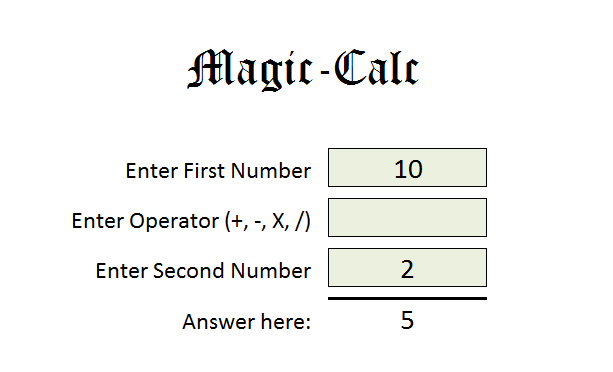 Magic-Calc
Enter First Number 10
Enter Operator (+, -, X, /)
Enter Second Number 2
Answer here: 5